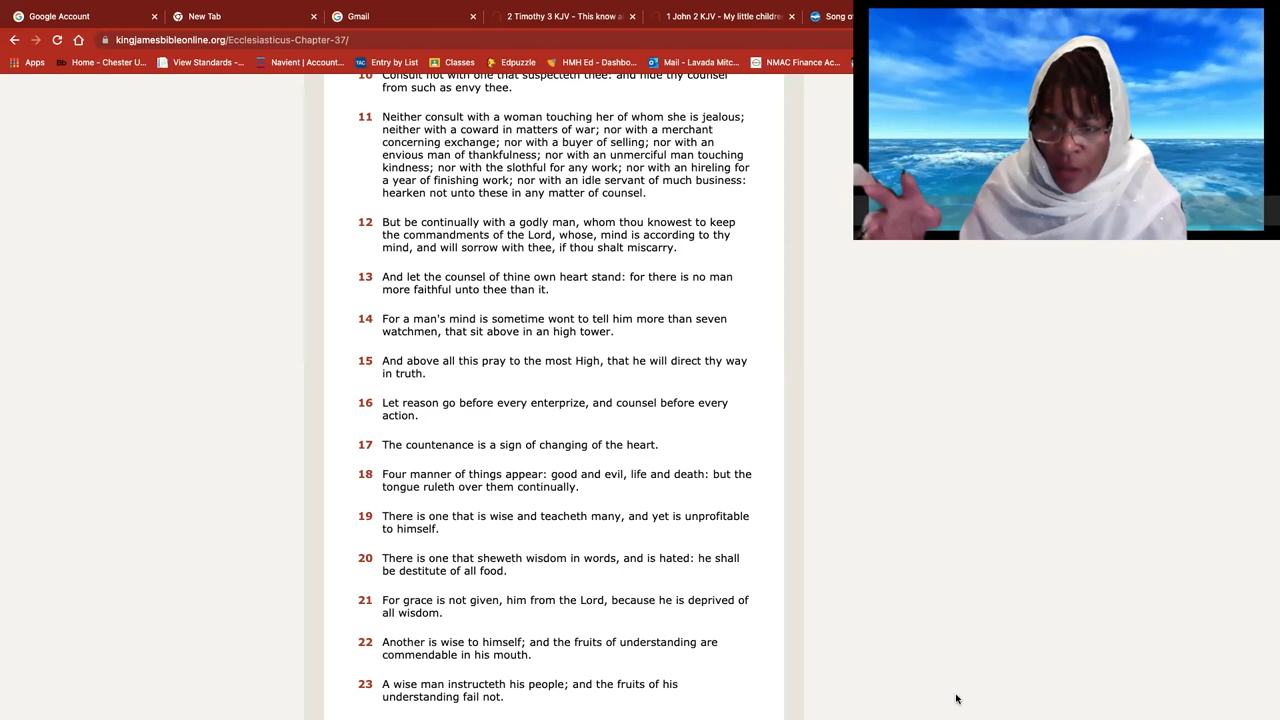 Google Account
New Tab
Gmail
2 Timothy 3 KJV - This know a
1 John 2 KJV - My little childre
Song of
kingjamesbibleonline.org/Ecclesiasticus-Chapter-37/
Apps
Home - Chester U...
View Standards -...
Navient | Account...
Entry by List
Classes
Edpuzzle
HMH Ed - Dashbo...
Mail - Lavada Mitc...
NMAC Finance Ac...
10 Consult not with one that suspecteth thee: and hide thy counsel
from such as envy thee.
11 Neither consult with a woman touching her of whom she is jealous;
neither with a coward in matters of war; nor with a merchant
concerning exchange; nor with a buyer of selling; nor with an
envious man of thankfulness; nor with an unmerciful man touching
kindness; nor with the slothful for any work; nor with an hireling for
a year of finishing work; nor with an idle servant of much business:
hearken not unto these in any matter of counsel.
12 But be continually with a godly man, whom thou knowest to keep
the commandments of the Lord, whose, mind is according to thy
mind, and will sorrow with thee, if thou shalt miscarry.
13 And let the counsel of thine own heart stand: for there is no man
more faithful unto thee than it.
14 For a man's mind is sometime wont to tell him more than seven
watchmen, that sit above in an high tower.
15 And above all this pray to the most High, that he will direct thy way
in truth.
16 Let reason go before every enterprize, and counsel before every
action.
17 The countenance is a sign of changing of the heart.
18 Four manner of things appear: good and evil, life and death: but the
tongue ruleth over them continually.
19 There is one that is wise and teacheth many, and yet is unprofitable
to himself.
20 There is one that sheweth wisdom in words, and is hated: he shall
be destitute of all food.
21 For grace is not given, him from the Lord, because he is deprived of
all wisdom.
22 Another is wise to himself; and the fruits of understanding are
commendable in his mouth.
23 A wise man instructeth his people; and the fruits of his
understanding fail not.